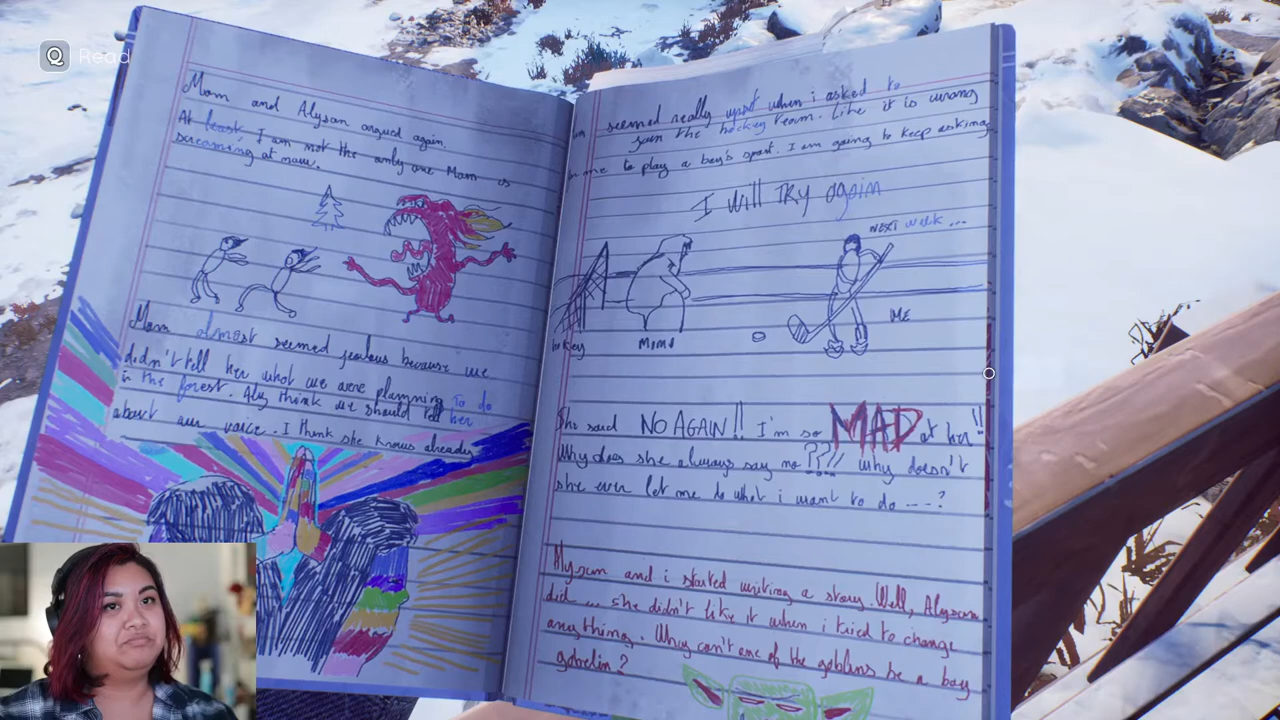 Q Read
Mom and Alyson argued again.
At least I am not the only one Mom is
screaming at now.
Mom almost seemed jealous because we
didn't tell her what we were plamming to do
in the forest. Aly think we should tell her
about our voice. I think she knows already
seemed really upset when i asked to
join the hockey team. Like it is wrong
me to play a boy's sport. I am going to keep asking
I will TRY again
NEXT week ...
ME
MOMO
She said NO AGAIN!! I'm so MAD at her!!
Why does she always say no??!! why doesn't
she ever let me do what i want to do ---?
Alyson and i started writing a story. Well, Alyson
did ... she didn't like it when i tried to change
anything. Why can't one of the goblins be a boy
gobelin?